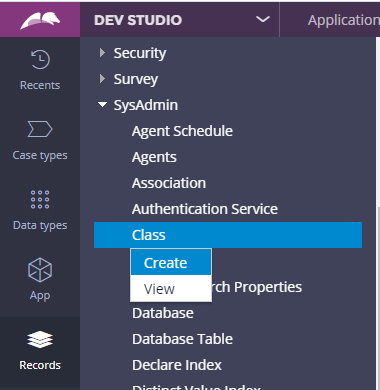 DEV STUDIO
Application
Recents
Case types
Data types
App
Records
Security
Survey
SysAdmin
Agent Schedule
Agents
Association
Authentication Service
Class
Create
View
rch Properties
Database
Database Table
Declare Index
Distinct Value Index